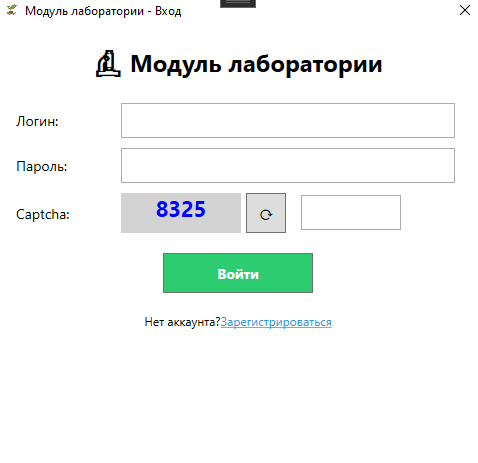 Модуль лаборатории - Вход
Модуль лаборатории
Логин:
Пароль:
Captcha: 8325
Войти
Нет аккаунта?Зарегистрироваться